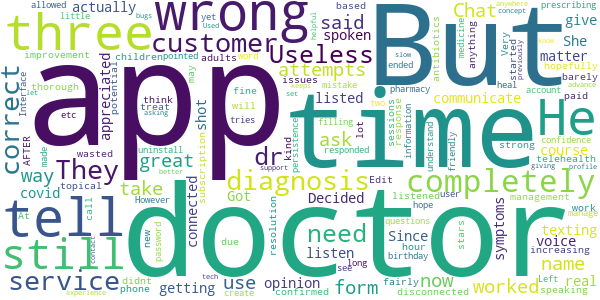 allowed actually wrong little But
yet based Chat give
three customer said spoken
improvement children pointed adults Useless She matter
Used anywhere concept bugs helpful prescribing
antibiotics medicine anything Very started know
slow ended heal barely pharmacy account paid
correct Interface app time He
appreciated word issues attempts listed communicate
may think treat asking tries fine will mistake two keeps set
thorough potential shot kind ask
persistence filling responded lot response
sessions profile information friendly understand
strong hopefully let previously advance
course telehealth confidence giving
They AFTER wasted uninstall great dr
way topical However better support subscription
covid take diagnosis completely
tell doctor texting
still connected Got Decided Edit symptoms voice
opinion need listened management manage
service call new password due resolution listen
Since hour birthday questions stars hope user now work
getting use form worked name
At didnt phone create confirmed tech
see long fairly disconnected Left increasing real speaking
contact experience made